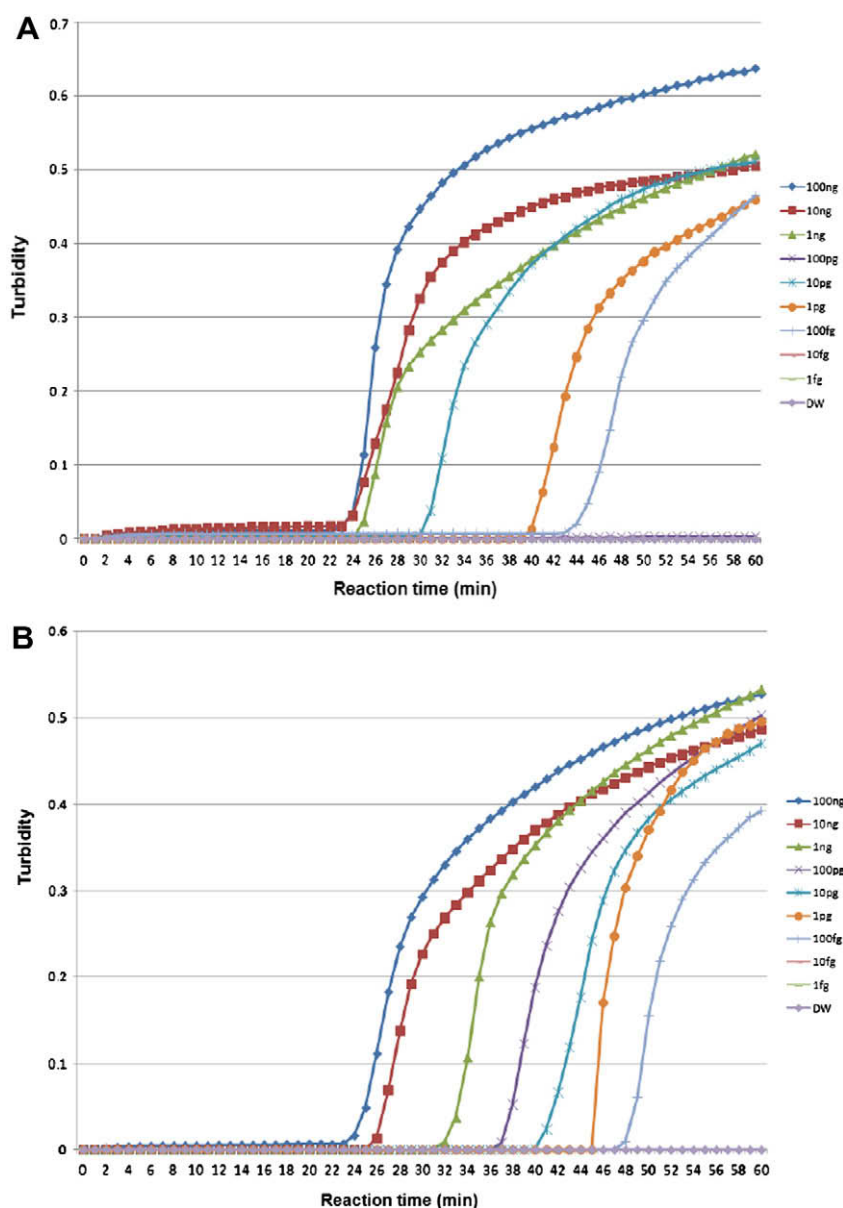 A
0.7
0.6
0.5
0.4
0.3
0.2
0.1
0
Turbidity
0 2 4 6 8 10 12 14 16 18 20 22 24 26 28 30 32 34 36 38 40 42 44 46 48 50 52 54 56 58 60
Reaction time (min)
100ng
10ng
1ng
100pg
10pg
1pg
100fg
10fg
1fg
DW
B
0.6
0.5
0.4
0.3
0.2
0.1
0
Turbidity
0 2 4 6 8 10 12 14 16 18 20 22 24 26 28 30 32 34 36 38 40 42 44 46 48 50 52 54 56 58 60
Reaction time (min)
100ng
10ng
1ng
100pg
10pg
1pg
100fg
10fg
1fg
DW